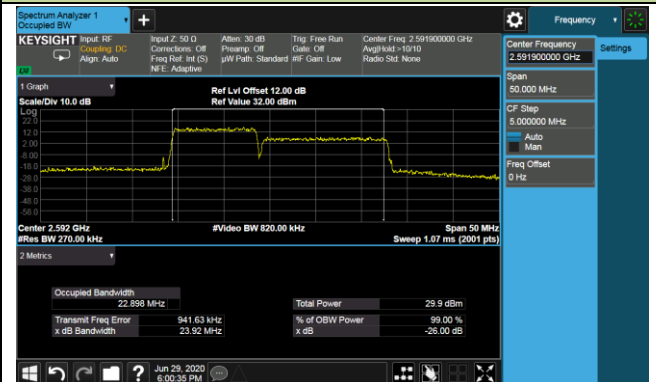 Spectrum Analyzer 1
Occupied BW
KEYSIGHT
Input: RF
Coupling: DC
Align: Auto
Input Z: 50 Ω
Corrections: Off
Freq Ref: Int (S)
NFE: Adaptive
Atten: 30 dB
Preamp: Off
µW Path: Standard
Trig: Free Run
Gate: Off
#IF Gain: Low
Center Freq: 2.591900000 GHz
Avg|Hold:>10/10
Radio Std: None
1 Graph
Scale/Div 10.0 dB
Ref Lvl Offset 12.00 dB
Ref Value 32.00 dBm
Log
22.0
12.0
2.00
-8.00
-18.0
-28.0
-38.0
-48.0
-58.0
Center 2.592 GHz
#Video BW 820.00 kHz
Span 50 MHz
#Res BW 270.00 kHz
Sweep 1.07 ms (2001 pts)
2 Metrics
Occupied Bandwidth
22.898 MHz
Total Power 29.9 dBm
Transmit Freq Error 941.63 kHz
% of OBW Power 99.00 %
x dB Bandwidth 23.92 MHz
x dB -26.00 dB
Jun 29, 2020
6:00:35 PM
Frequency
Center Frequency
2.591900000 GHz
Settings
Span
50.000 MHz
CF Step
5.000000 MHz
Auto
Man
Freq Offset
0 Hz